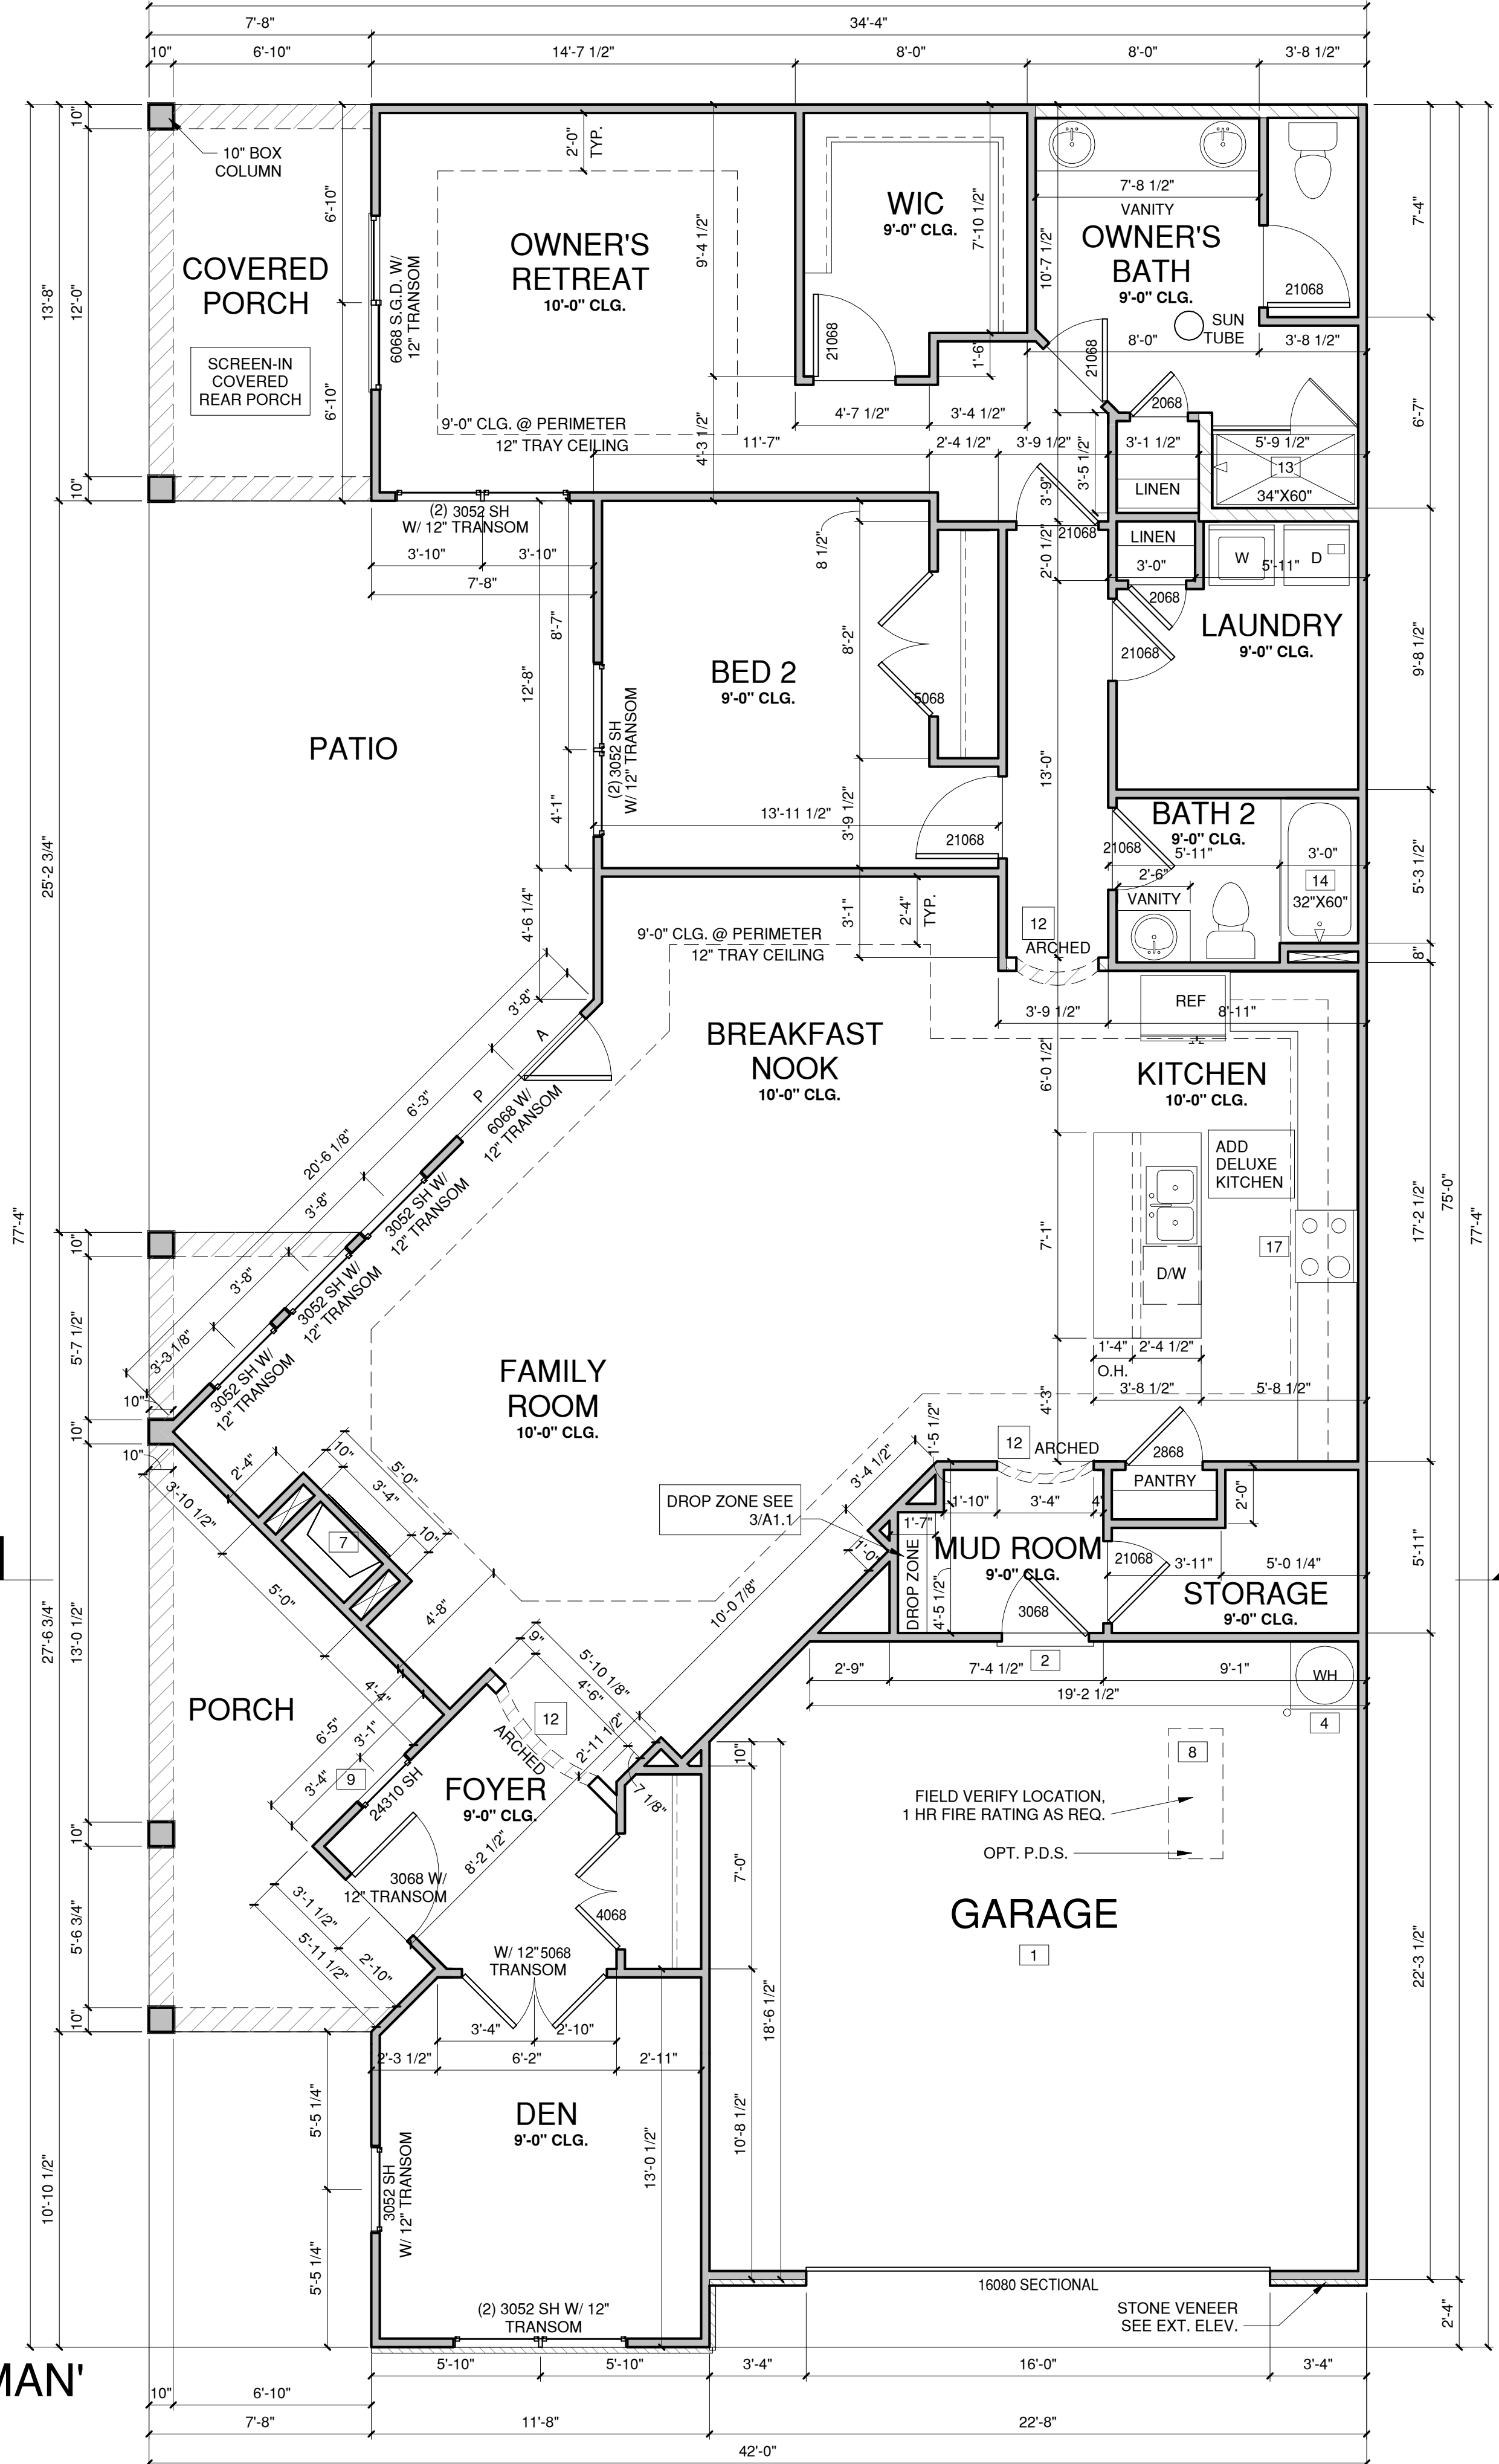 7'-8"
34'-4"
10"
6'-10"
14'-7 1/2"
8'-0"
8'-0"
3'-8 1/2"
10"
12'-0"
10"
13'-8"
10" BOX
COLUMN
6'-10"
6'-10"
COVERED
PORCH
SCREEN-IN
COVERED
REAR PORCH
2'-0"
TYP.
OWNER'S
RETREAT
10'-0" CLG.
6068 S.G.D. W/
12" TRANSOM
9'-4 1/2"
4'-3 1/2"
9'-0" CLG. @ PERIMETER
12" TRAY CEILING
WIC
9'-0" CLG.
7'-10 1/2"
1'-6"
21068
4'-7 1/2"
3'-4 1/2"
7'-8 1/2"
VANITY
OWNER'S
BATH
9'-0" CLG.
10'-7 1/2"
SUN
TUBE
21068
21068
8'-0"
3'-8 1/2"
7'-4"
6'-7"
2068
11'-7"
2'-4 1/2"
3'-9 1/2"
3'-1 1/2"
5'-9 1/2"
3'-5 1/2"
3'-9"
13
34"X60"
LINEN
21068
(2) 3052 SH
W/ 12" TRANSOM
3'-10"
3'-10"
7'-8"
8 1/2"
2'-0 1/2"
LINEN
3'-0"
W
D
5'-11"
2068
LAUNDRY
9'-0" CLG.
21068
9'-8 1/2"
8'-7"
12'-8"
8'-2"
BED 2
9'-0" CLG.
5068
(2) 3052 SH
W/ 12" TRANSOM
4'-1"
13'-0"
13'-11 1/2"
3'-9 1/2"
21068
PATIO
25'-2 3/4"
BATH 2
9'-0" CLG.
21068
5'-11"
3'-0"
2'-6"
VANITY
14
32"X60"
5'-3 1/2"
8"
4'-6 1/4"
3'-1"
2'-4"
TYP.
12
ARCHED
9'-0" CLG. @ PERIMETER
12" TRAY CEILING
3'-9 1/2"
REF
8'-11"
BREAKFAST
NOOK
10'-0" CLG.
KITCHEN
10'-0" CLG.
6'-0 1/2"
3'-8"
A
P
6068 W/
12" TRANSOM
6'-3"
20'-6 1/8"
3'-8"
3052 SH W/
12" TRANSOM
3'-8"
3052 SH W/
12" TRANSOM
3'-3 1/8"
3052 SH W/
12" TRANSOM
ADD
DELUXE
KITCHEN
7'-1"
D/W
17
17'-2 1/2"
75'-0"
77'-4"
77'-4"
1'-4"
2'-4 1/2"
O.H.
3'-8 1/2"
5'-8 1/2"
4'-3"
10"
5'-7 1/2"
10"
10"
10"
FAMILY
ROOM
10'-0" CLG.
12
ARCHED
2868
PANTRY
2'-0"
1'-5 1/2"
3'-4 1/2"
1'-10"
3'-4"
4"
1'-7"
1'-0"
DROP ZONE SEE
3/A1.1
DROP ZONE
MUD ROOM
9'-0" CLG.
4'-5 1/2"
3068
21068
3'-11"
5'-0 1/4"
STORAGE
9'-0" CLG.
5'-11"
2'-4"
3'-10 1/2"
10"
5'-0"
3'-4"
10"
7
5'-0"
4'-8"
10'-0 7/8"
27'-6 3/4"
13'-0 1/2"
PORCH
2
2'-9"
7'-4 1/2"
9'-1"
19'-2 1/2"
WH
4
4'-4"
6'-5"
3'-1"
3'-4"
9
24310 SH
9"
5'-10 1/8"
4'-6"
12
ARCHED
2'-11 1/2"
7 1/8"
FOYER
9'-0" CLG.
8'-2 1/2"
10"
8
FIELD VERIFY LOCATION,
1 HR FIRE RATING AS REQ.
OPT. P.D.S.
10"
5'-6 3/4"
10"
3068 W/
12" TRANSOM
3'-1 1/2"
5'-11 1/2"
2'-10"
4068
7'-0"
GARAGE
1
W/ 12" 5068
TRANSOM
3'-4"
2'-10"
2'-3 1/2"
6'-2"
2'-11"
18'-6 1/2"
22'-3 1/2"
DEN
9'-0" CLG.
5'-5 1/4"
5'-5 1/4"
3052 SH
W/ 12" TRANSOM
13'-0 1/2"
10'-8 1/2"
10'-10 1/2"
16080 SECTIONAL
STONE VENEER
SEE EXT. ELEV.
2'-4"
(2) 3052 SH W/ 12"
TRANSOM
MAN'
5'-10"
5'-10"
3'-4"
16'-0"
3'-4"
10"
6'-10"
7'-8"
11'-8"
22'-8"
42'-0"